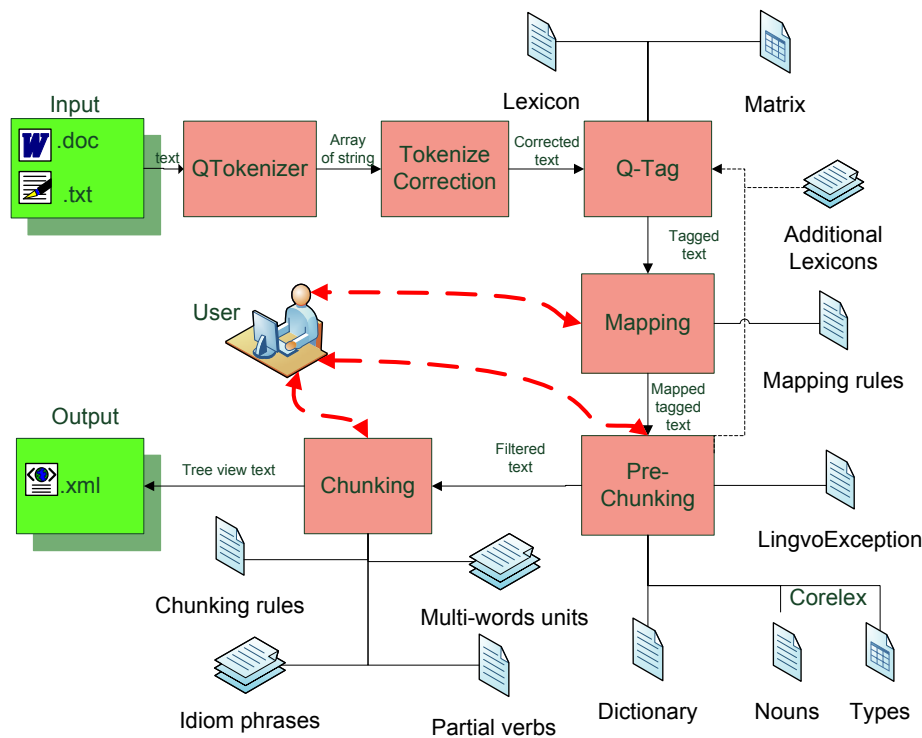 Input
.doc
.txt
text
QTokenizer
Array
of string
Tokenize
Correction
Corrected
text
Q-Tag
Lexicon
Matrix
Additional
Lexicons
Tagged
text
User
Mapping
Mapping rules
Mapped
tagged
text
Output
.xml
Tree view text
Chunking
Filtered
text
Pre-
Chunking
LingvoException
Chunking rules
Multi-words units
Idiom phrases
Partial verbs
Dictionary
Corelex
Nouns
Types